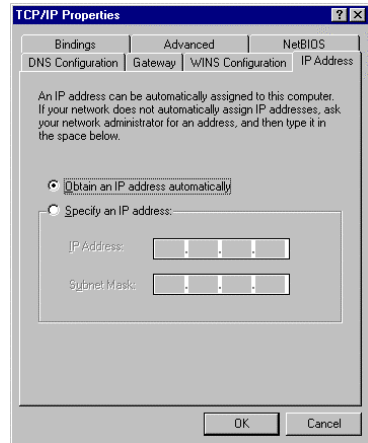 TCP/IP Properties
Bindings Advanced NetBIOS
DNS Configuration Gateway WINS Configuration IP Address
An IP address can be automatically assigned to this computer.
If your network does not automatically assign IP addresses, ask
your network administrator for an address, and then type it in
the space below.
Obtain an IP address automatically
Specify an IP address:
IP Address:
Subnet Mask:
OK Cancel